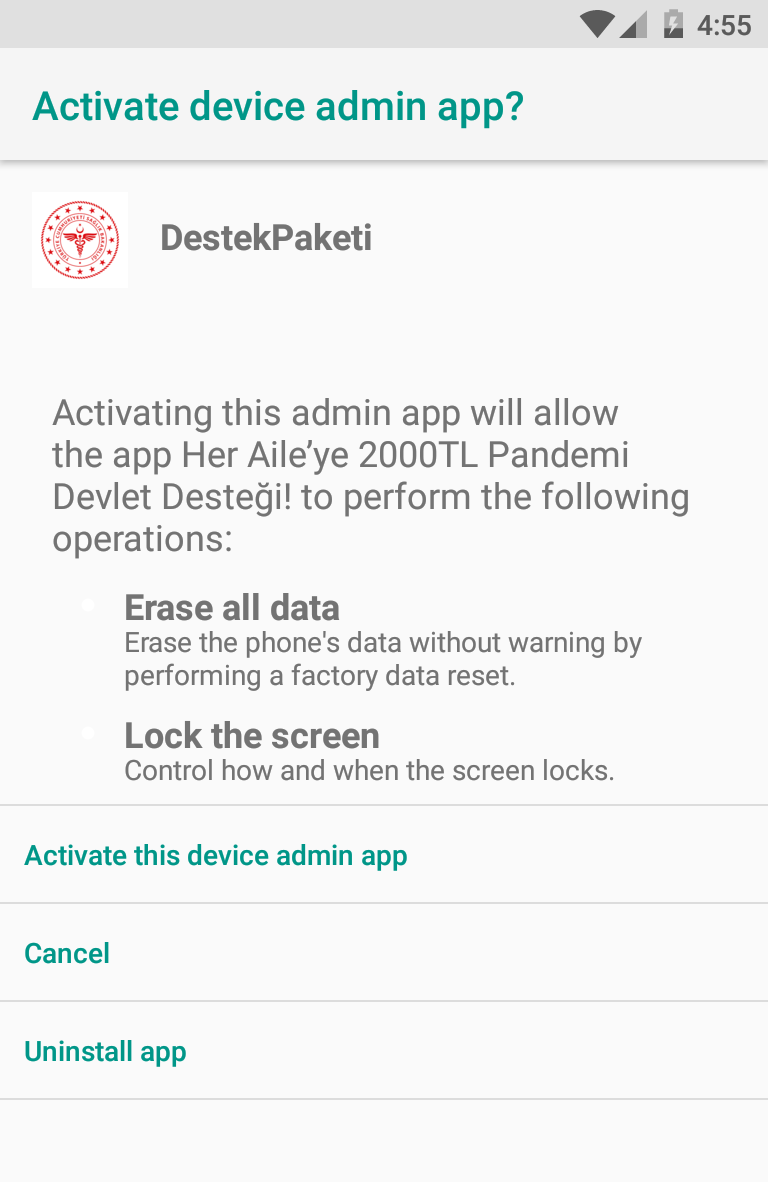 4:55
Activate device admin app?
DestekPaketi
Activating this admin app will allow
the app Her Aile’ye 2000TL Pandemi
Devlet Desteği! to perform the following
operations:
Erase all data
Erase the phone's data without warning by
performing a factory data reset.
Lock the screen
Control how and when the screen locks.
Activate this device admin app
Cancel
Uninstall app